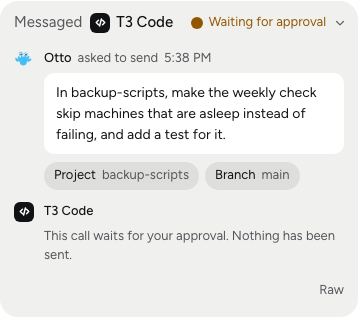 Messaged T3 Code Waiting for approval
Otto asked to send 5:38 PM
In backup-scripts, make the weekly check
skip machines that are asleep instead of
failing, and add a test for it.
Project backup-scripts Branch main
T3 Code
This call waits for your approval. Nothing has been
sent.
Raw